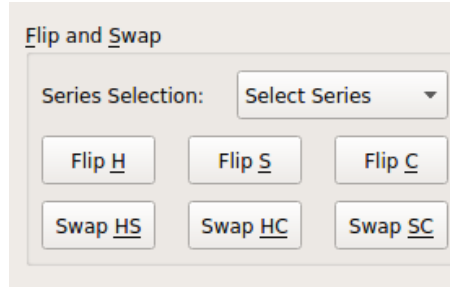 Flip and Swap
Series Selection: Select Series
Flip H Flip S Flip C
Swap HS Swap HC Swap SC